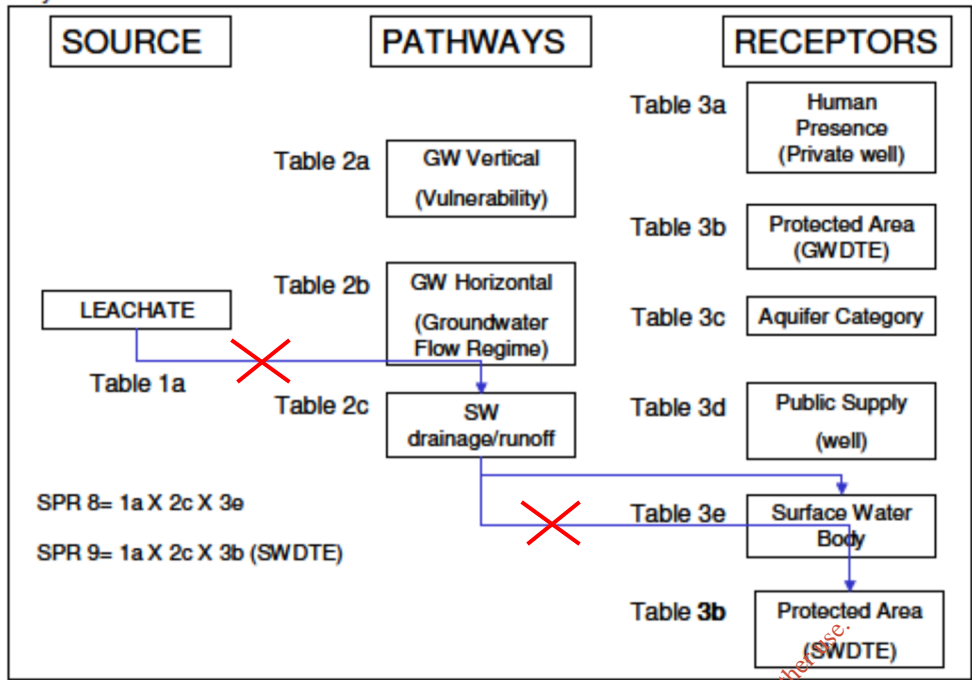 SOURCE
PATHWAYS
RECEPTORS
Table 3a
Human
Presence
(Private well)
Table 2a
GW Vertical
(Vulnerability)
Table 3b
Protected Area
(GWDTE)
Table 2b
GW Horizontal
(Groundwater
Flow Regime)
LEACHATE
Table 3c
Aquifer Category
Table 1a
Table 2c
SW
drainage/runoff
Table 3d
Public Supply
(well)
SPR 8= 1a X 2c X 3e
Table 3e
Surface Water
Body
SPR 9= 1a X 2c X 3b (SWDTE)
Table 3b
Protected Area
(SWDTE)
use.